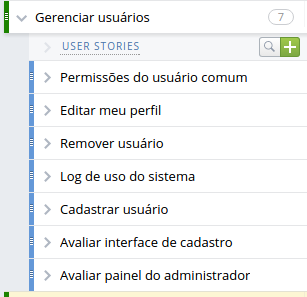 Gerenciar usuários 7
USER STORIES
Permissões do usuário comum
Editar meu perfil
Remover usuário
Log de uso do sistema
Cadastrar usuário
Avaliar interface de cadastro
Avaliar painel do administrador